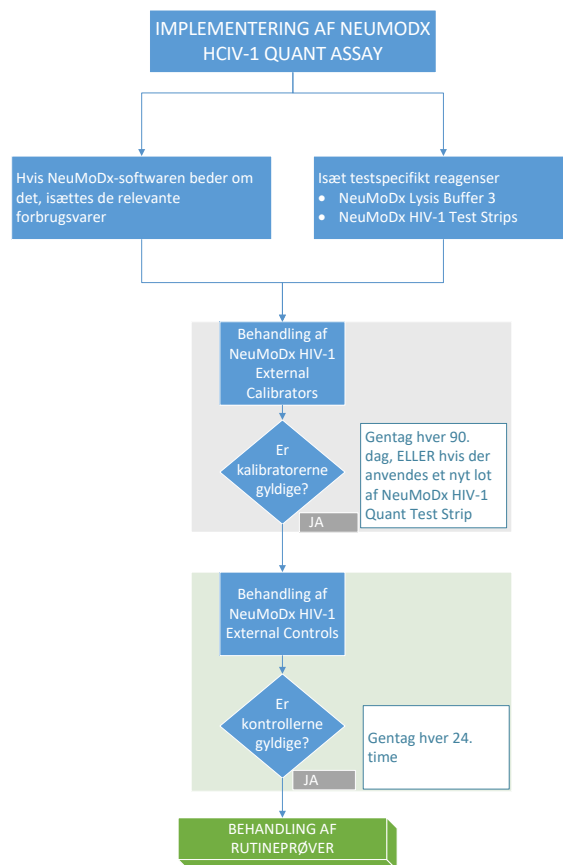 IMPLEMENTERING AF NEUMODX
HCIV-1 QUANT ASSAY
Hvis NeuMoDx-softwaren beder om
det, isættes de relevante
forbrugsvarer
Isæt testspecifikt reagenser
• NeuMoDx Lysis Buffer 3
• NeuMoDx HIV-1 Test Strips
Behandling af
NeuMoDx HIV-1
External
Calibrators
Er
kalibratorerne
gyldige?
Gentag hver 90.
dag, ELLER hvis der
anvendes et nyt lot
af NeuMoDx HIV-1
Quant Test Strip
JA
Behandling af
NeuMoDx HIV-1
External Controls
Er
kontrollerne
gyldige?
Gentag hver 24.
time
JA
BEHANDLING AF
RUTINEPRØVER